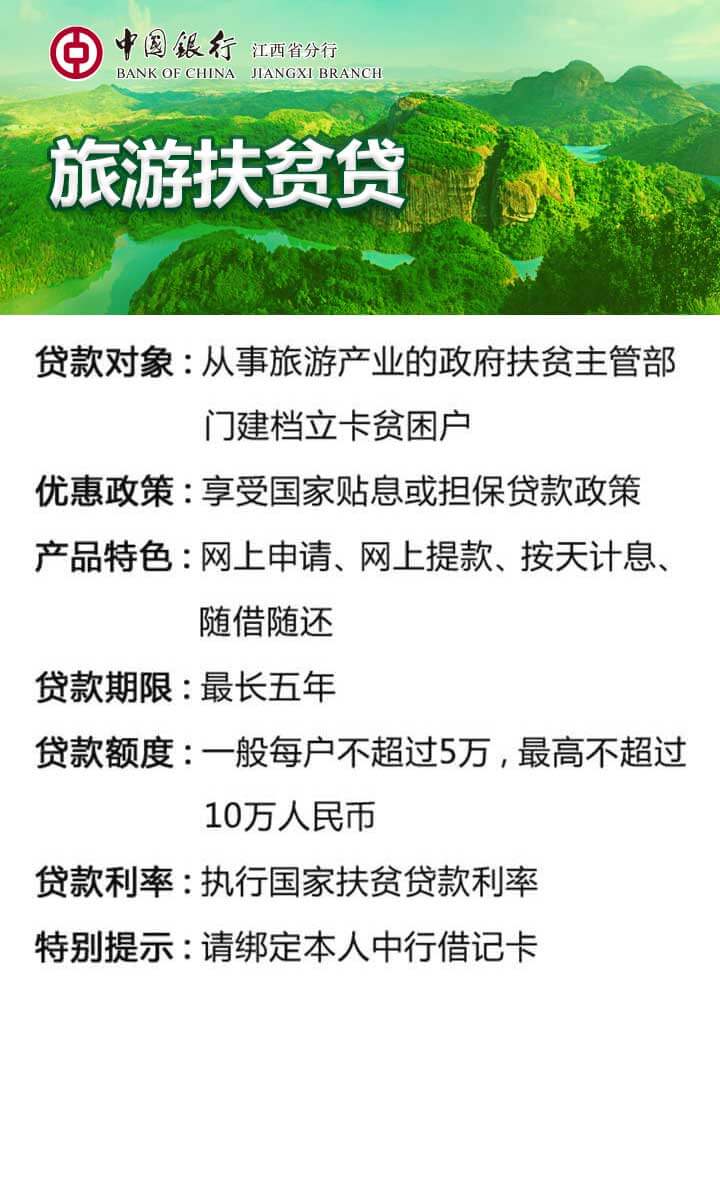 中国銀行 江西省分行
BANK OF CHINA JIANGXI BRANCH
旅游扶贫贷
贷款对象：从事旅游产业的政府扶贫主管部
门建档立卡贫困户
优惠政策：享受国家贴息或担保贷款政策
产品特色：网上申请、网上提款、按天计息、
随借随还
贷款期限：最长五年
贷款额度：一般每户不超过5万，最高不超过
10万人民币
贷款利率：执行国家扶贫贷款利率
特别提示：请绑定本人中行借记卡